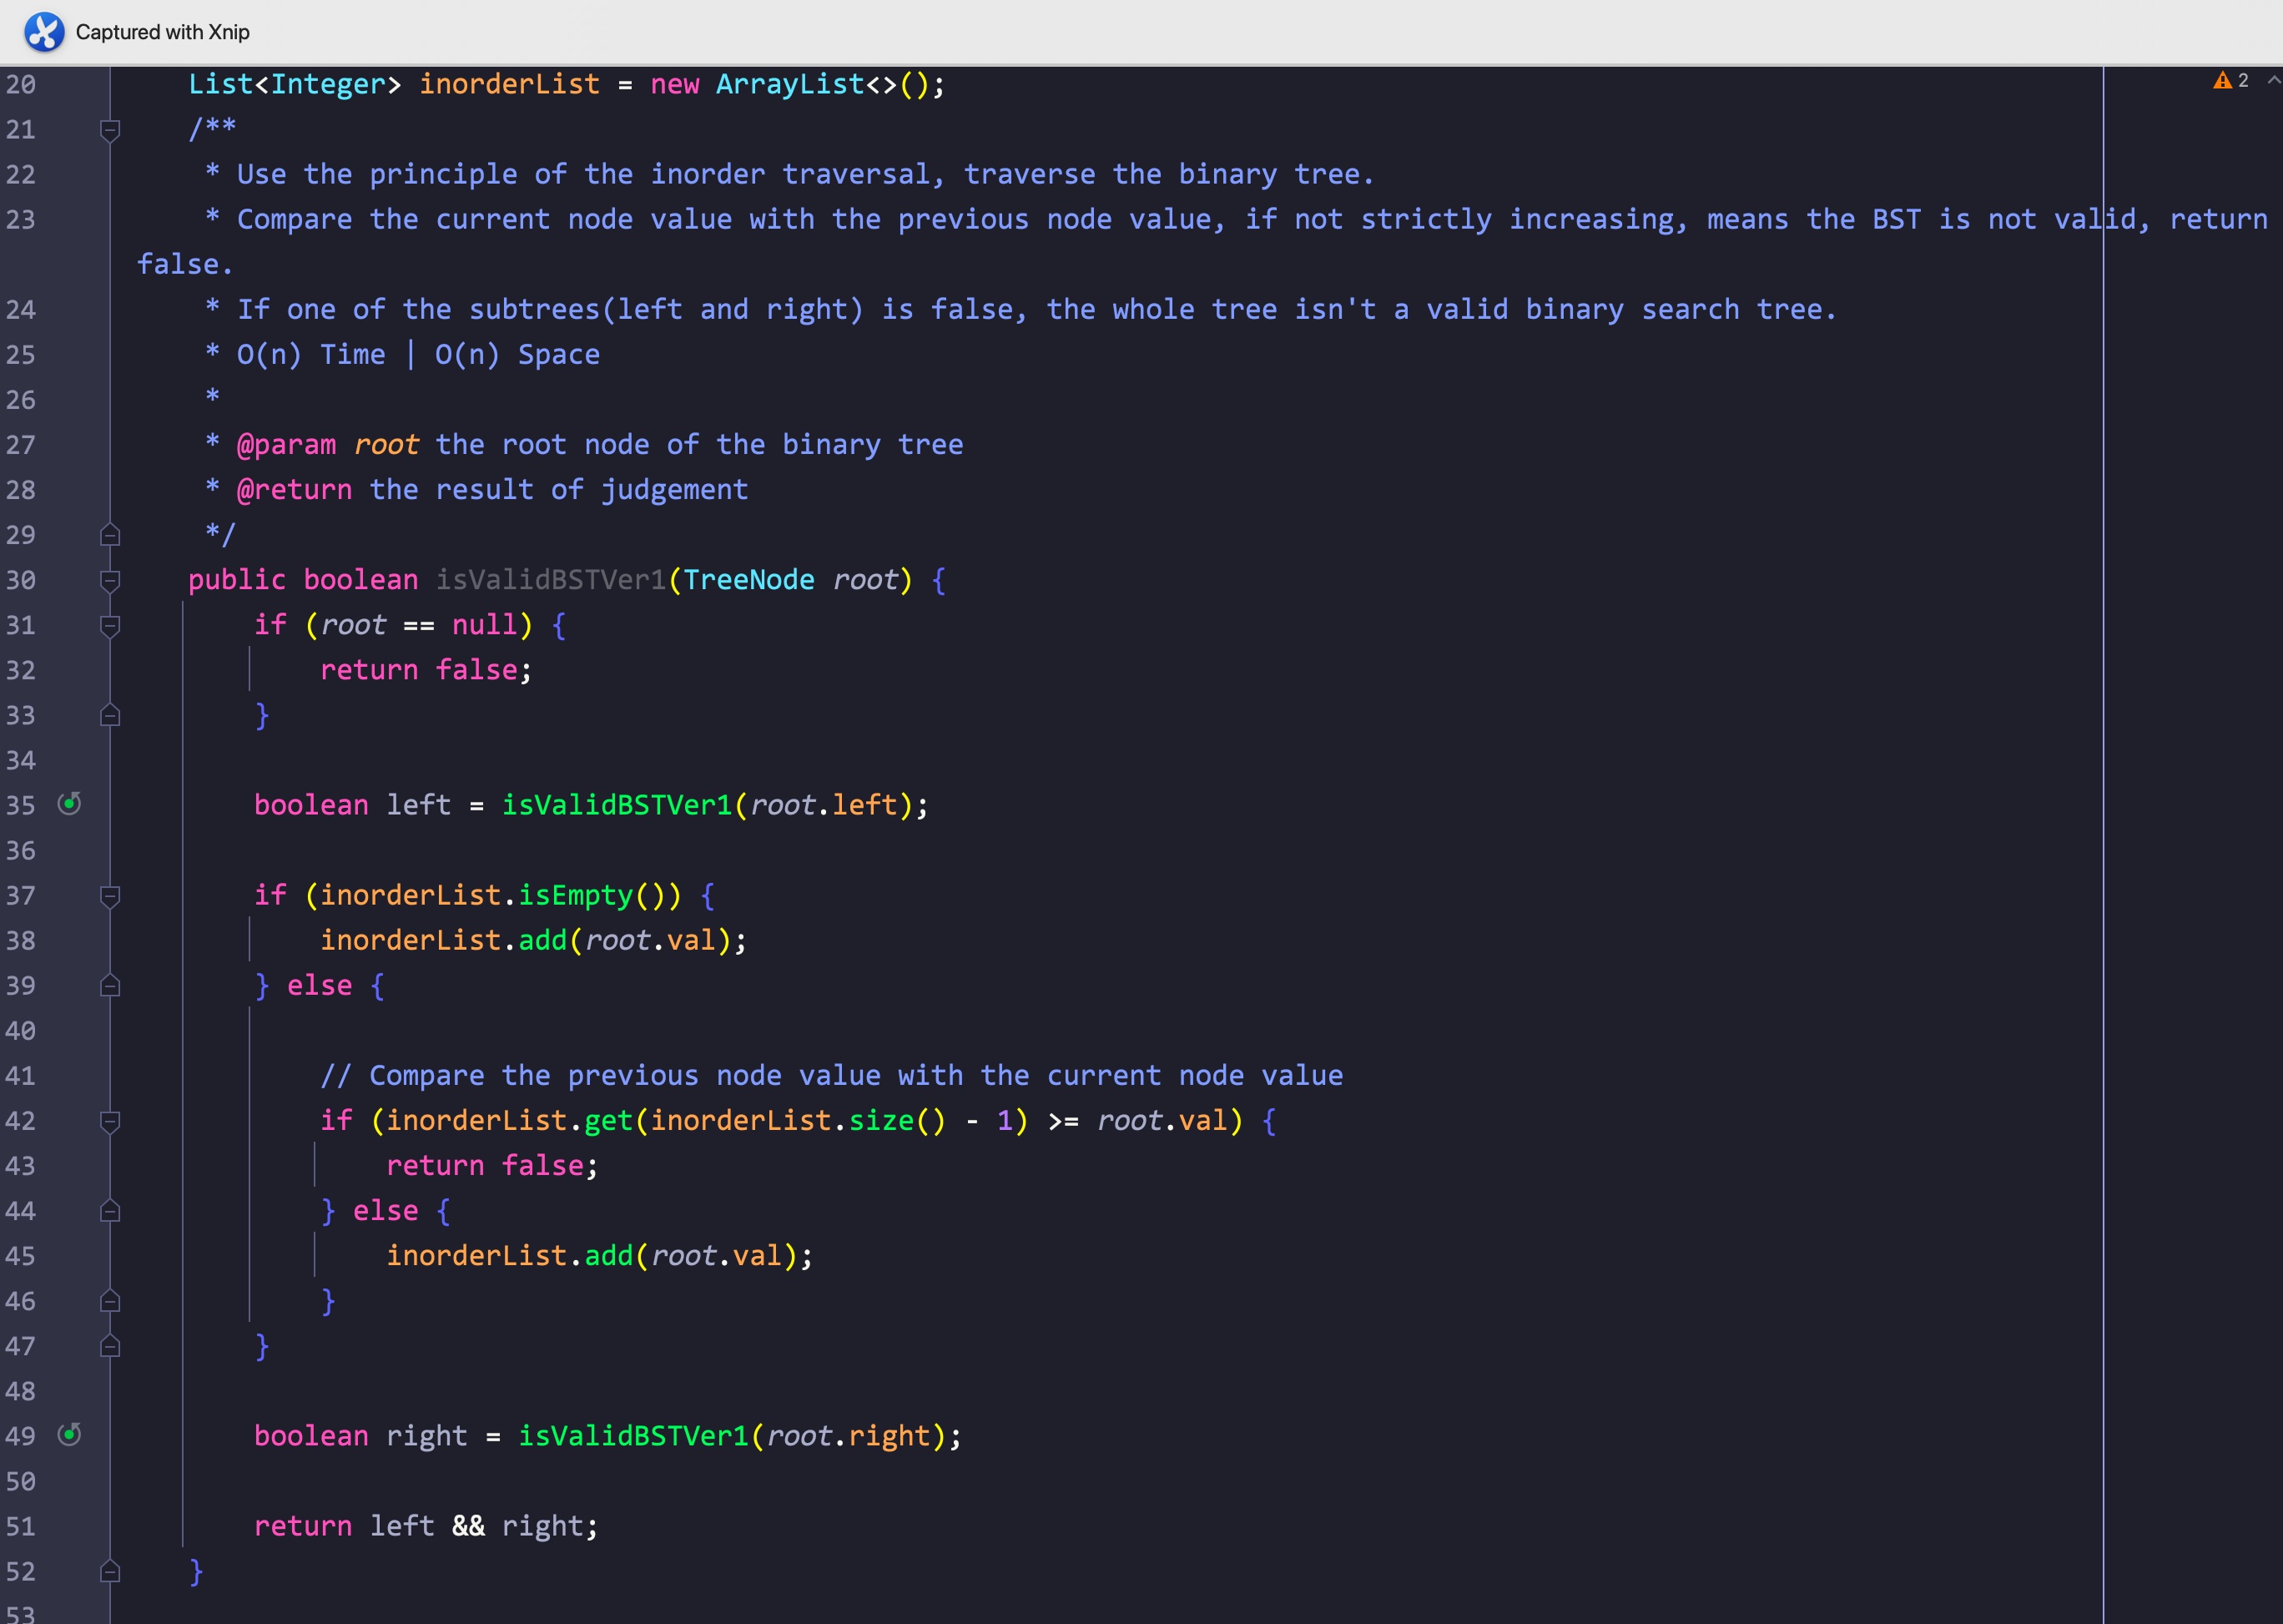 Captured with Xnip
2
20 List<Integer> inorderList = new ArrayList<>();
21 /**
22 * Use the principle of the inorder traversal, traverse the binary tree.
23 * Compare the current node value with the previous node value, if not strictly increasing, means the BST is not valid, return
false.
24 * If one of the subtrees(left and right) is false, the whole tree isn't a valid binary search tree.
25 * O(n) Time | O(n) Space
26 *
27 * @param root the root node of the binary tree
28 * @return the result of judgement
29 */
30 public boolean isValidBSTVer1(TreeNode root) {
31 if (root == null) {
32 return false;
33 }
34
35 boolean left = isValidBSTVer1(root.left);
36
37 if (inorderList.isEmpty()) {
38 inorderList.add(root.val);
39 } else {
40
41 // Compare the previous node value with the current node value
42 if (inorderList.get(inorderList.size() - 1) >= root.val) {
43 return false;
44 } else {
45 inorderList.add(root.val);
46 }
47 }
48
49 boolean right = isValidBSTVer1(root.right);
50
51 return left && right;
52 }
53